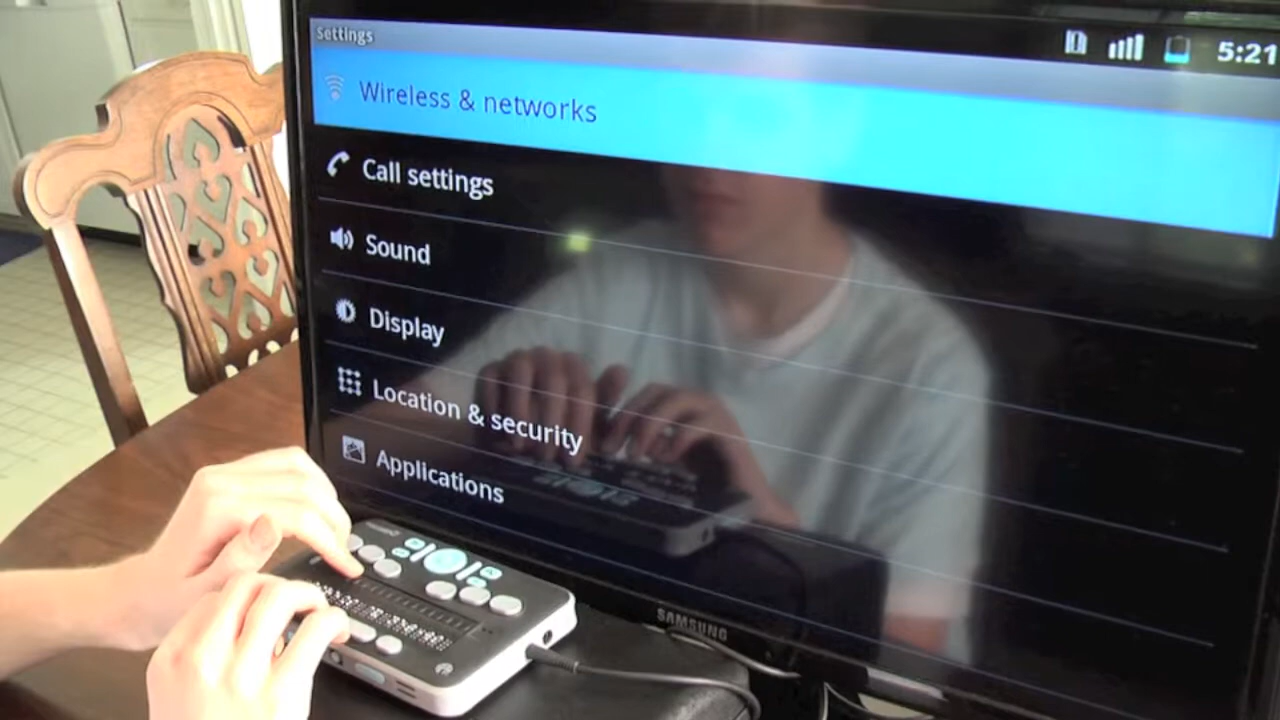 Settings
5:21
Wireless & networks
Call settings
Sound
Display
Location & security
Applications
SAMSUNG